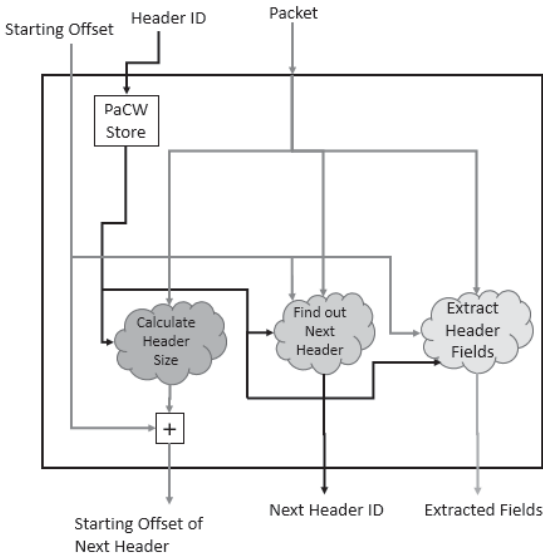 Starting Offset
Header ID
Packet
PaCW
Store
Calculate
Header
Size
Find out
Next
Header
Extract
Header
Fields
+
Starting Offset of
Next Header
Next Header ID
Extracted Fields